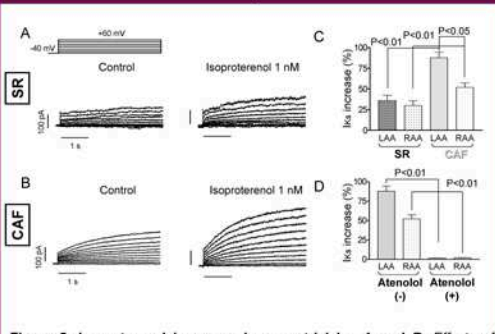 A
+60 mV
-40 mV
Control
Isoproterenol 1 nM
SR
100 pA
1 s
B
Control
Isoproterenol 1 nM
CAF
100 pA
1 s
C
P<0.01
P<0.01
P<0.05
IKs increase (%)
100
75
50
25
0
LAA RAA LAA RAA
SR CAF
D
P<0.01
P<0.01
IKs increase (%)
100
75
50
25
0
LAA RAA LAA RAA
Atenolol Atenolol
(-) (+)